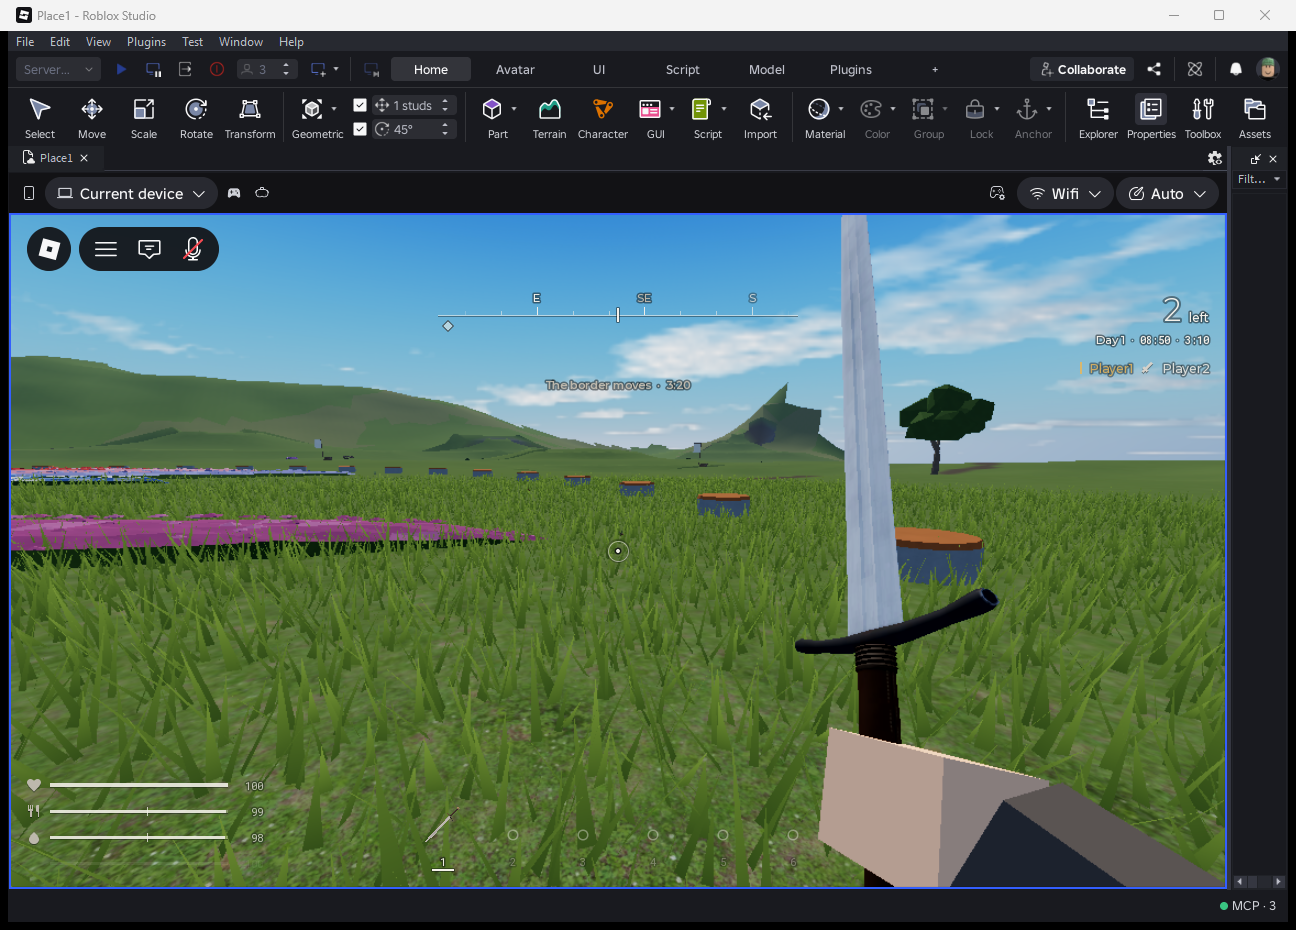 Place1 - Roblox Studio
File Edit View Plugins Test Window Help
Server... 3 Home Avatar UI Script Model Plugins + Collaborate
1 studs
45°
Select Move Scale Rotate Transform Geometric Part Terrain Character GUI Script Import Material Color Group Lock Anchor Explorer Properties Toolbox Assets
Place1
Filt...
Current device Wifi Auto
E SE S
2 left
Day1 · 08:50 · 3:10
Player1 Player2
The border moves · 3:20
100
99
98
1 2 3 4 5 6
MCP · 3